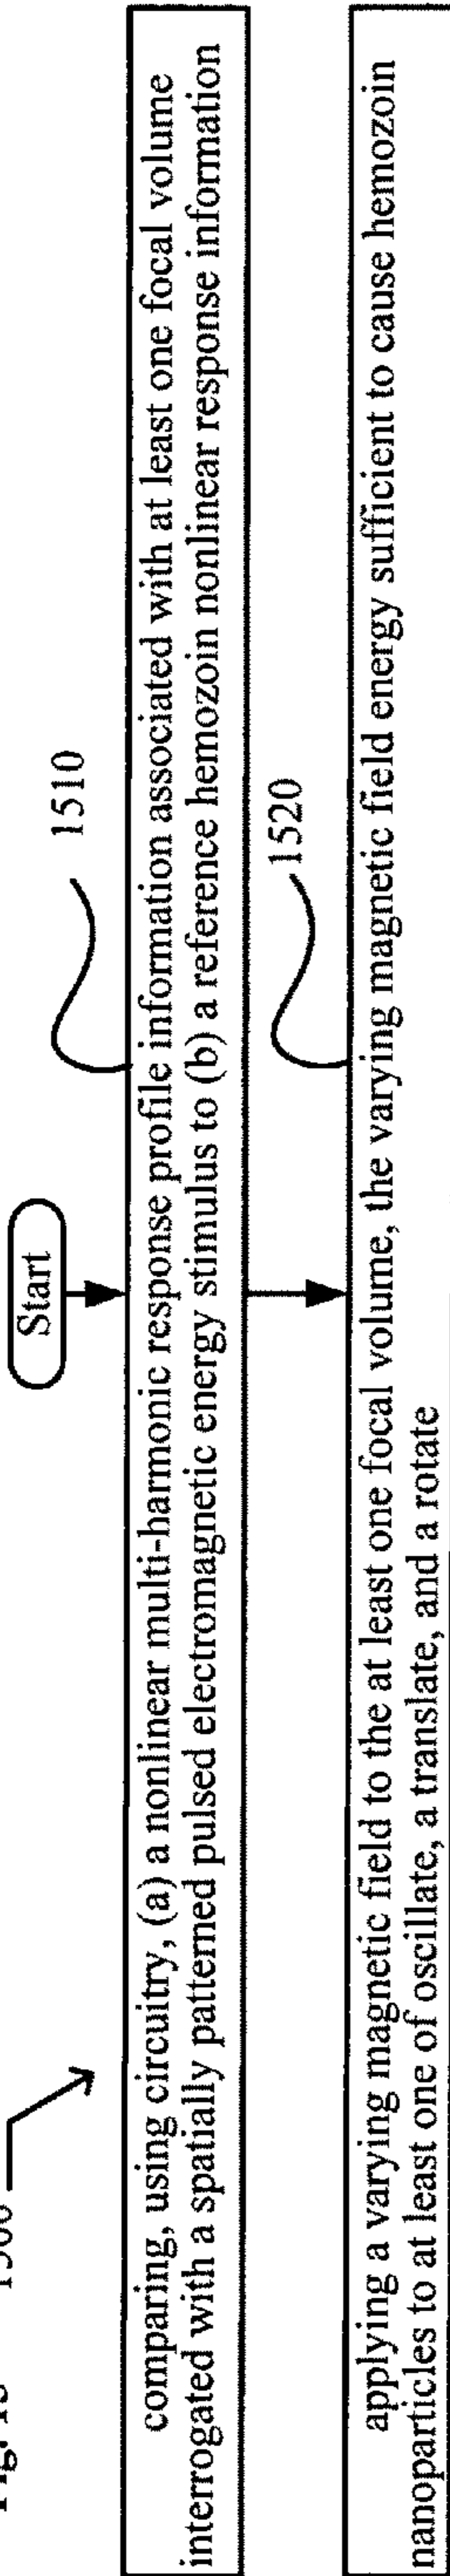 Start
1510
comparing, using circuitry, (a) a nonlinear multi-harmonic response profile information associated with at least one focal volume
interrogated with a spatially patterned pulsed electromagnetic energy stimulus to (b) a reference hemozoin nonlinear response information
1520
applying a varying magnetic field to the at least one focal volume, the varying magnetic field energy sufficient to cause hemozoin
nanoparticles to at least one of oscillate, a translate, and a rotate